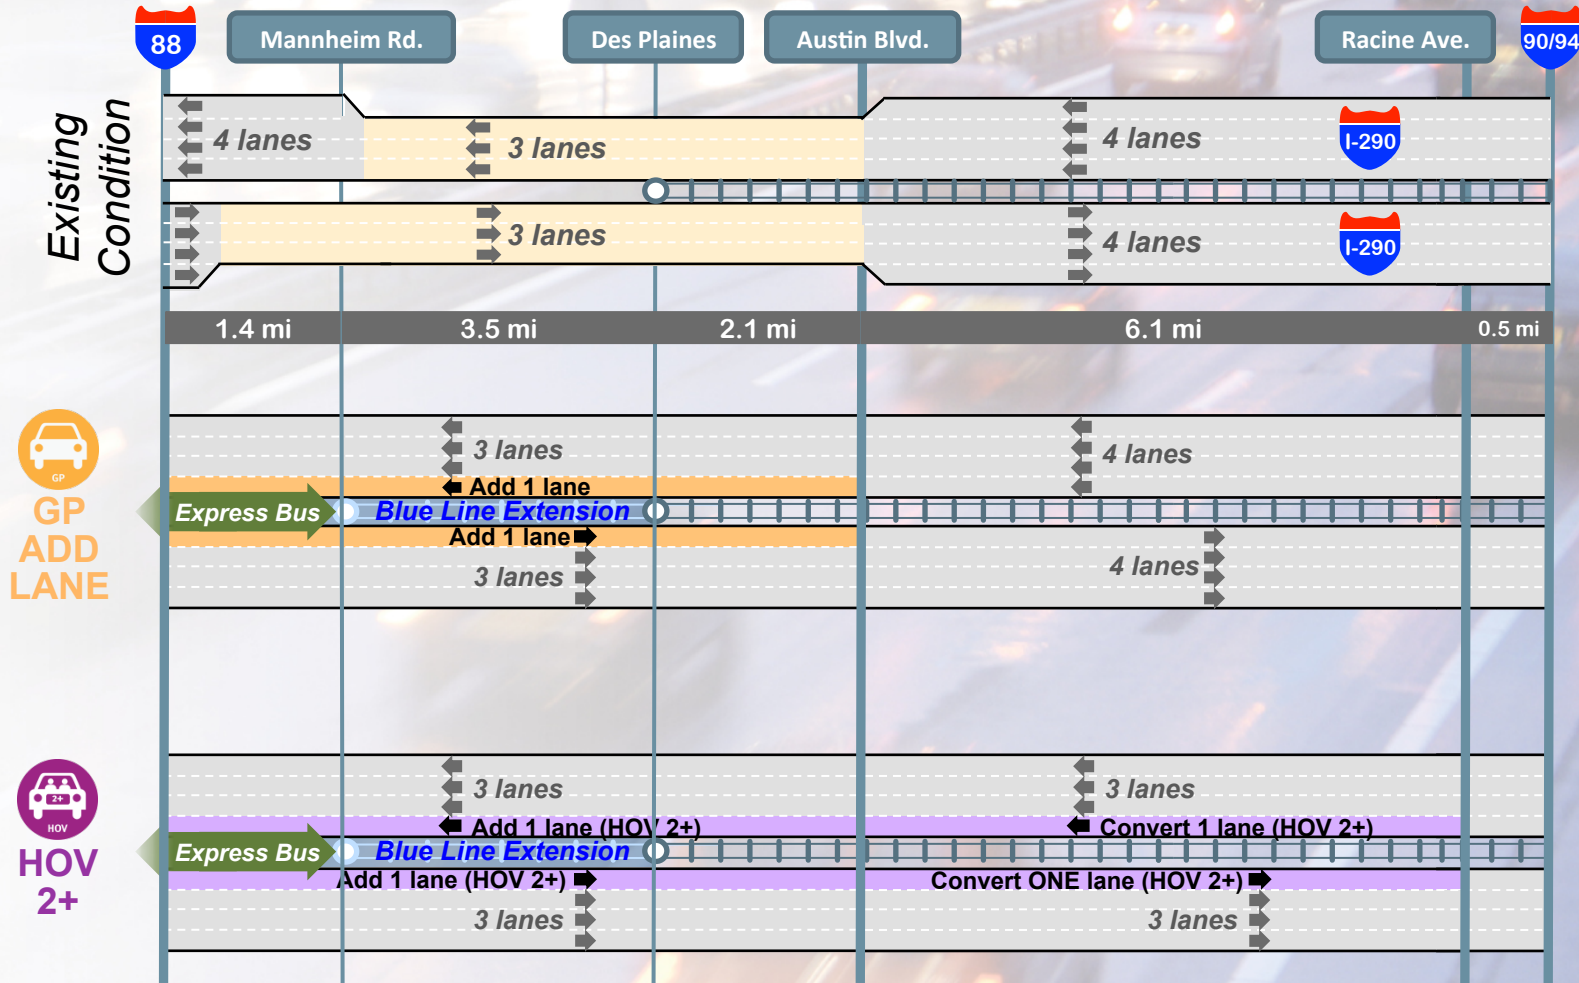 88
Mannheim Rd.
Des Plaines
Austin Blvd.
Racine Ave.
90/94
Existing
Condition
4 lanes
3 lanes
4 lanes
I-290
3 lanes
4 lanes
I-290
1.4 mi
3.5 mi
2.1 mi
6.1 mi
0.5 mi
GP
GP
ADD
LANE
3 lanes
4 lanes
Add 1 lane
Express Bus
Blue Line Extension
Add 1 lane
3 lanes
4 lanes
2+
HOV
HOV
2+
3 lanes
3 lanes
Add 1 lane (HOV 2+)
Convert 1 lane (HOV 2+)
Express Bus
Blue Line Extension
Add 1 lane (HOV 2+)
Convert ONE lane (HOV 2+)
3 lanes
3 lanes